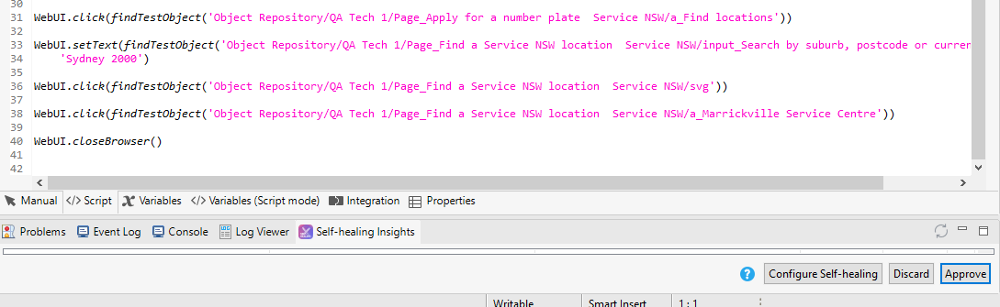 30
31 WebUI.click(findTestObject('Object Repository/QA Tech 1/Page_Apply for a number plate  Service NSW/a_Find locations'))
32
33 WebUI.setText(findTestObject('Object Repository/QA Tech 1/Page_Find a Service NSW location  Service NSW/input_Search by suburb, postcode or curren
34 'Sydney 2000')
35
36 WebUI.click(findTestObject('Object Repository/QA Tech 1/Page_Find a Service NSW location  Service NSW/svg'))
37
38 WebUI.click(findTestObject('Object Repository/QA Tech 1/Page_Find a Service NSW location  Service NSW/a_Marrickville Service Centre'))
39
40 WebUI.closeBrowser()
41
42
Manual </> Script Variables </> Variables (Script mode) Integration Properties
Problems Event Log Console Log Viewer Self-healing Insights
? Configure Self-healing Discard Approve
Writable Smart Insert 1 : 1